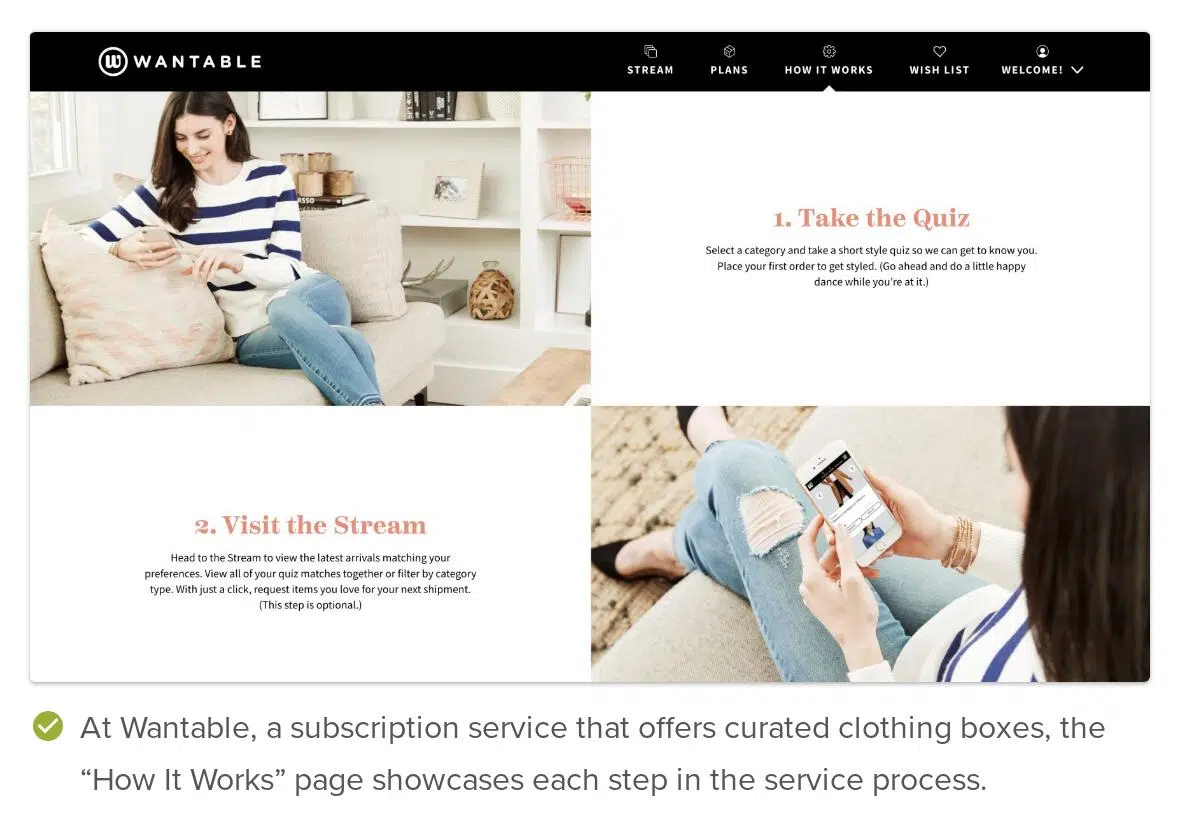 WANTABLE
STREAM
PLANS
HOW IT WORKS
WISH LIST
WELCOME!
ASSO
1. Take the Quiz
Select a category and take a short style quiz so we can get to know you.
Place your first order to get styled. (Go ahead and do a little happy
dance while you're at it.)
2. Visit the Stream
Head to the Stream to view the latest arrivals matching your
preferences. View all of your quiz matches together or filter by category
type. With just a click, request items you love for your next shipment.
(This step is optional.)
At Wantable, a subscription service that offers curated clothing boxes, the
“How It Works” page showcases each step in the service process.